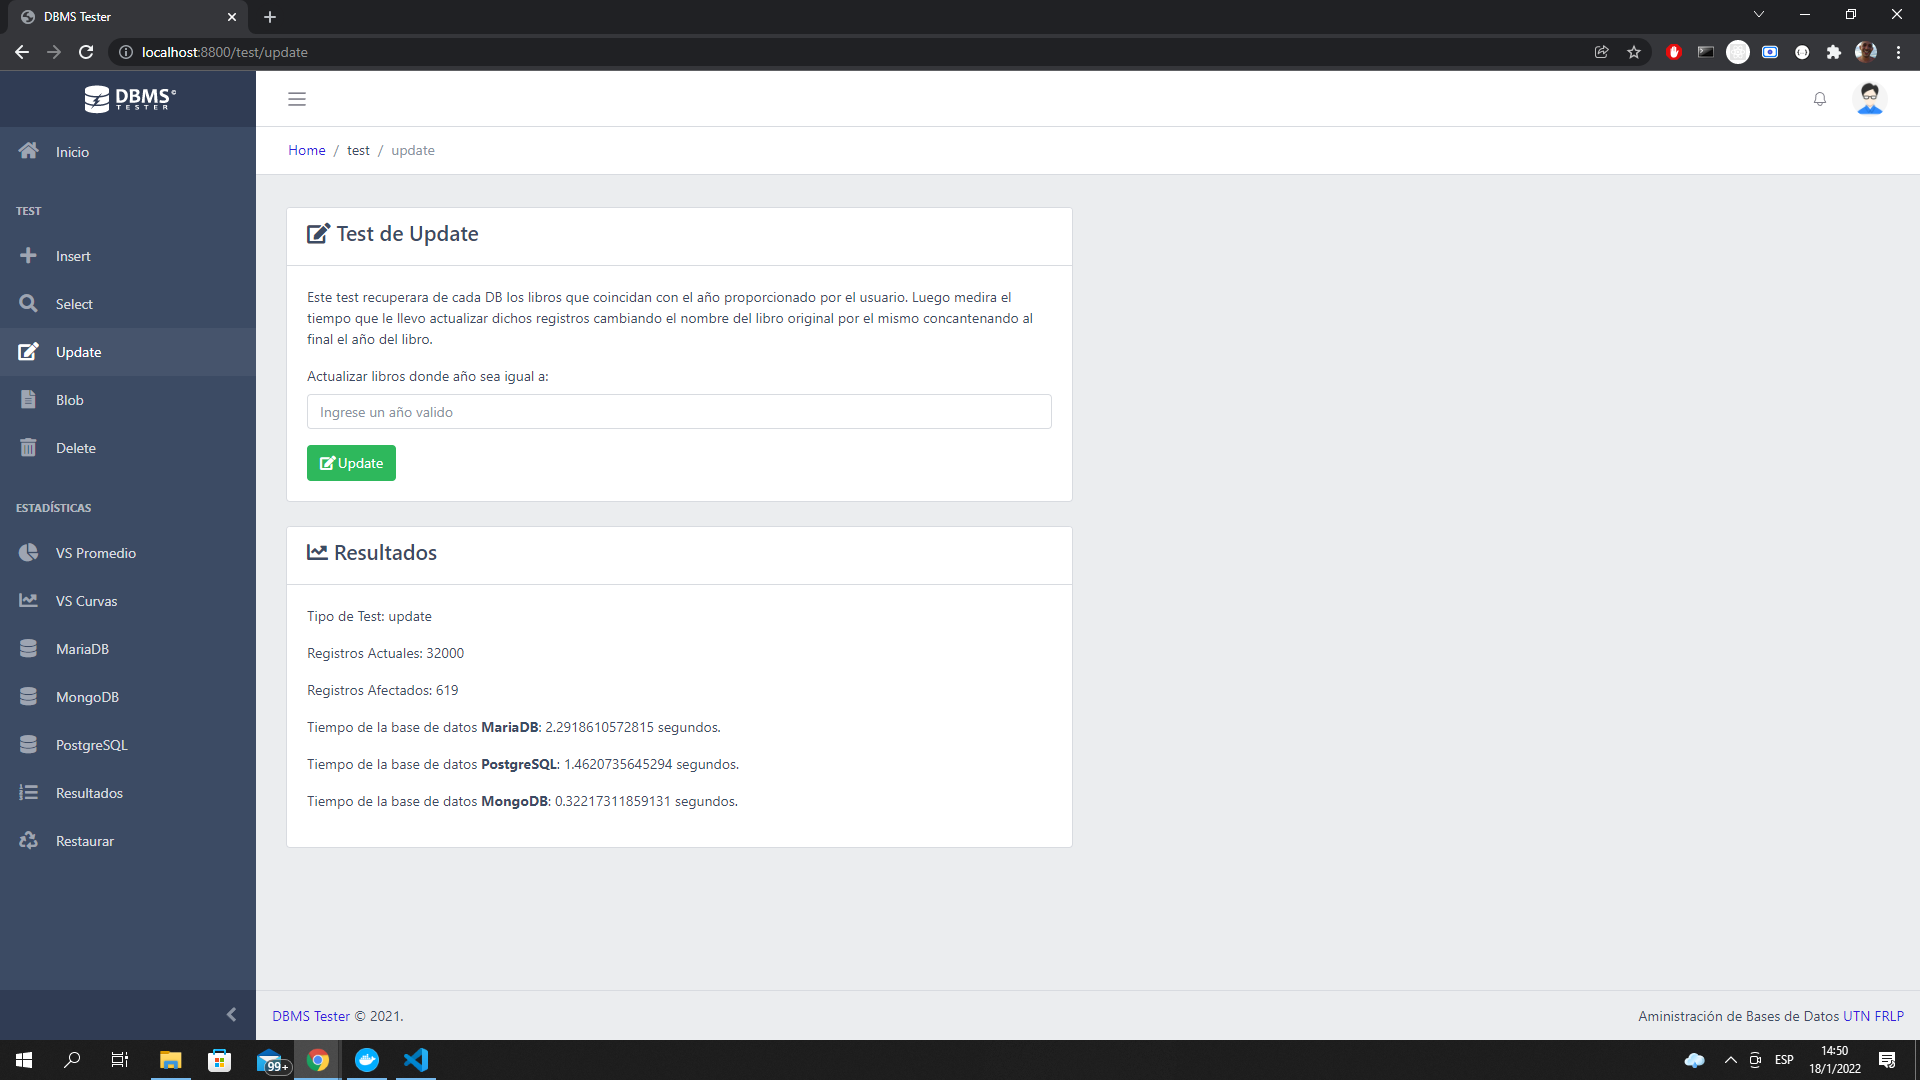 DBMS Tester
localhost:8800/test/update
DBMS
TESTER
Home / test / update
Inicio
TEST
Insert
Select
Update
Blob
Delete
ESTADÍSTICAS
VS Promedio
VS Curvas
MariaDB
MongoDB
PostgreSQL
Resultados
Restaurar
Test de Update
Este test recuperara de cada DB los libros que coincidan con el año proporcionado por el usuario. Luego medira el
tiempo que le llevo actualizar dichos registros cambiando el nombre del libro original por el mismo concantenando al
final el año del libro.
Actualizar libros donde año sea igual a:
Ingrese un año valido
Update
Resultados
Tipo de Test: update
Registros Actuales: 32000
Registros Afectados: 619
Tiempo de la base de datos MariaDB: 2.2918610572815 segundos.
Tiempo de la base de datos PostgreSQL: 1.4620735645294 segundos.
Tiempo de la base de datos MongoDB: 0.32217311859131 segundos.
DBMS Tester © 2021.
Aministración de Bases de Datos UTN FRLP
99+
ESP
14:50
18/1/2022